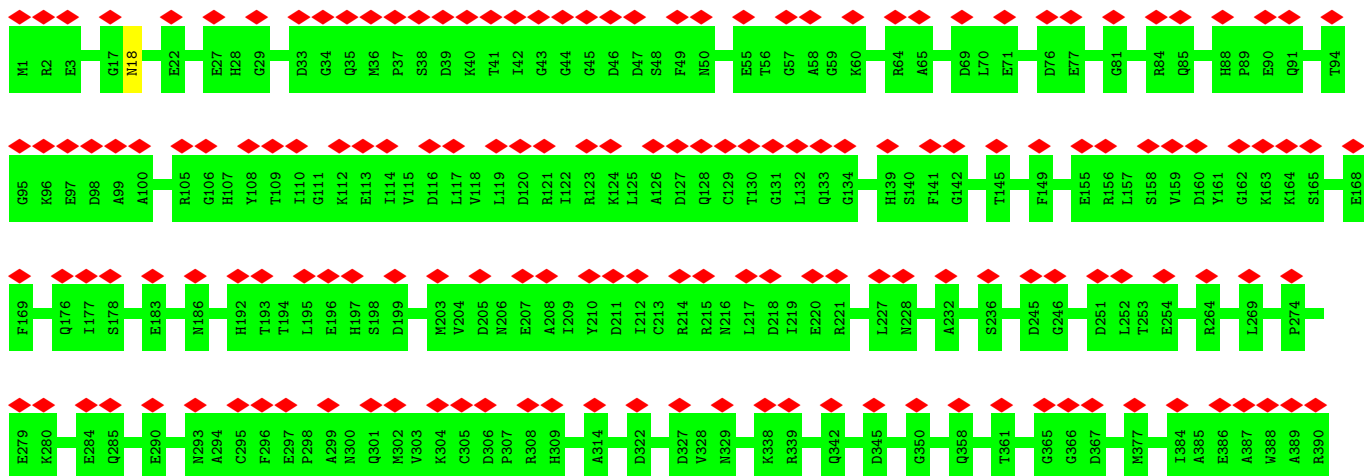 M1 R2 E3 G17 N18 E22 E27 H28 G29 D33 G34 Q35 M36 P37 S38 D39 K40 T41 I42 G43 G44 G45 D46 D47 S48 F49 N50 E55 T56 G57 A58 G59 K60 R64 A65 D69 L70 E71 D76 E77 G81 R84 Q85 H88 P89 E90 Q91 T94
G95 K96 E97 D98 A99 A100 R105 G106 H107 Y108 T109 I110 G111 K112 E113 I114 V115 D116 L117 V118 L119 D120 R121 I122 R123 K124 L125 A126 D127 Q128 C129 T130 G131 L132 Q133 G134 H139 S140 F141 G142 T145 F149 E155 R156 L157 S158 V159 D160 Y161 G162 K163 K164 S165 E168
F169 Q176 I177 S178 E183 N186 H192 T193 T194 L195 E196 H197 S198 D199 M203 V204 D205 N206 E207 A208 I209 Y210 D211 I212 C213 R214 R215 N216 L217 D218 I219 E220 R221 L227 N228 A232 S236 D245 G246 D251 L252 T253 E254 R264 L269 P274
E279 K280 E284 Q285 E290 N293 A294 C295 F296 E297 P298 A299 N300 Q301 M302 V303 K304 C305 D306 P307 R308 H309 A314 D322 D327 V328 N329 K338 R339 Q342 D345 G350 Q358 T361 G365 G366 D367 M377 I384 A385 E386 A387 W388 A389 R390